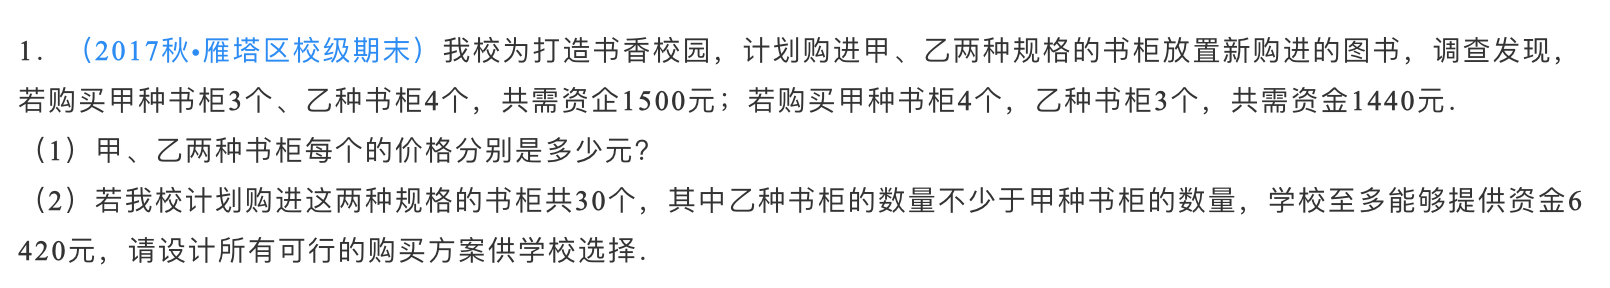 1. （2017秋•雁塔区校级期末）我校为打造书香校园，计划购进甲、乙两种规格的书柜放置新购进的图书，调查发现，
若购买甲种书柜3个、乙种书柜4个，共需资企1500元；若购买甲种书柜4个，乙种书柜3个，共需资金1440元.
（1）甲、乙两种书柜每个的价格分别是多少元？
（2）若我校计划购进这两种规格的书柜共30个，其中乙种书柜的数量不少于甲种书柜的数量，学校至多能够提供资金6
420元，请设计所有可行的购买方案供学校选择.